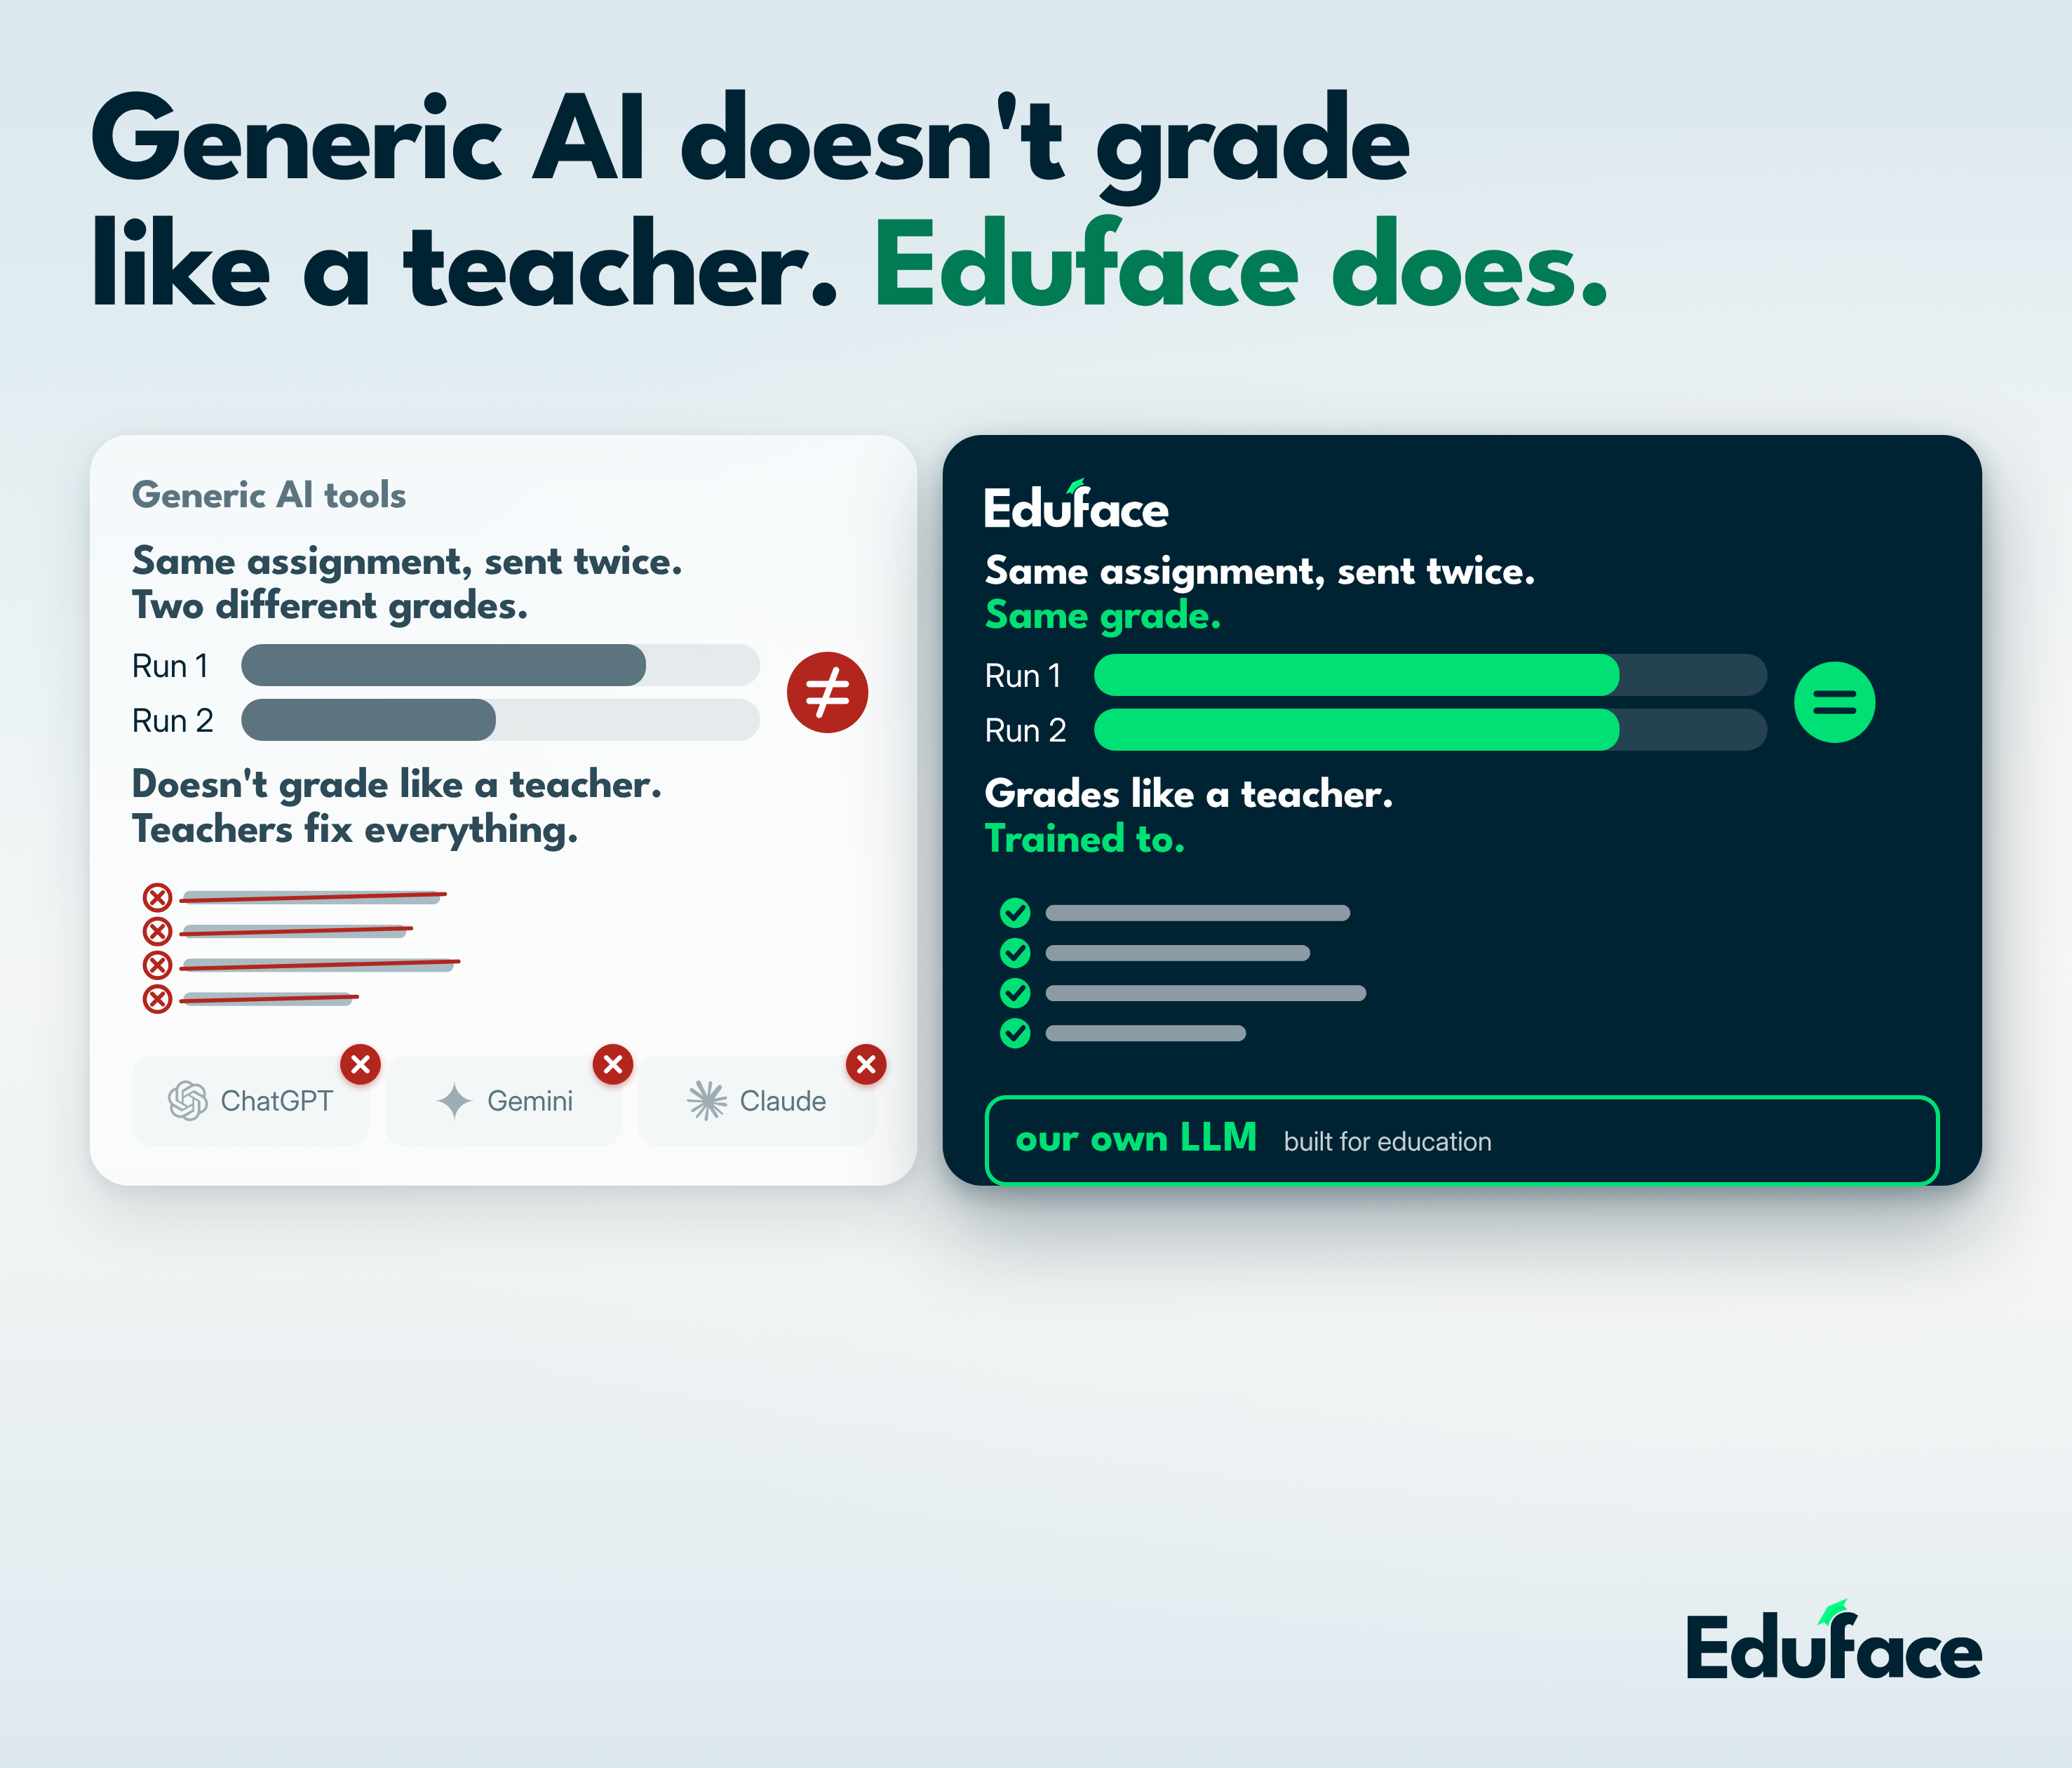 Generic AI doesn't grade
like a teacher. Eduface does.
Generic AI tools
Same assignment, sent twice.
Two different grades.
Run 1
Run 2
Doesn't grade like a teacher.
Teachers fix everything.
ChatGPT
Gemini
Claude
Eduface
Same assignment, sent twice.
Same grade.
Run 1
Run 2
Grades like a teacher.
Trained to.
our own LLM built for education
Eduface